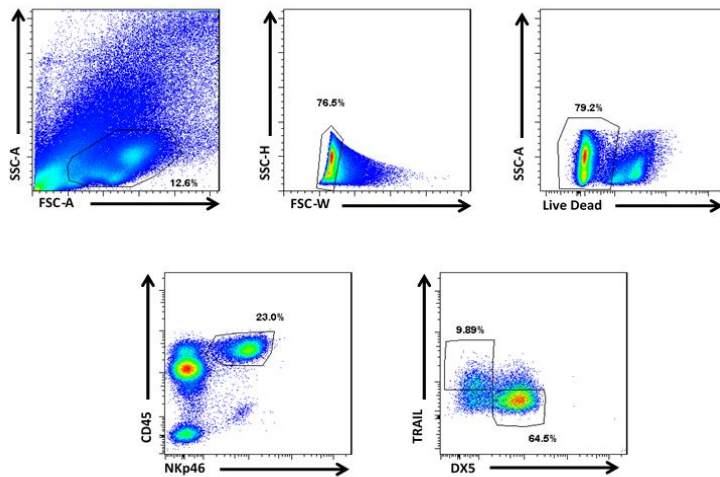 SSC-A
12.6%
FSC-A
76.5%
SSC-H
FSC-W
79.2%
SSC-A
Live Dead
23.0%
CD45
NKp46
9.89%
TRAIL
64.5%
DX5